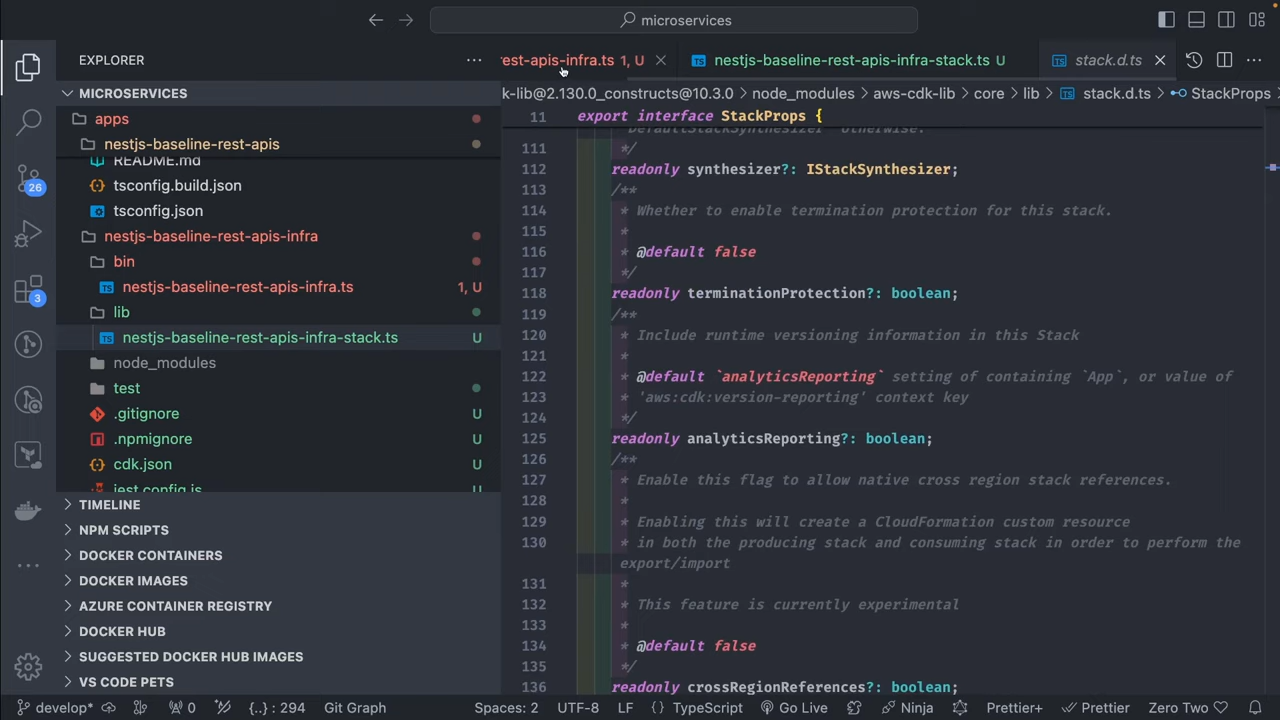 microservices
EXPLORER
MICROSERVICES
apps
nestjs-baseline-rest-apis
README.md
tsconfig.build.json
tsconfig.json
nestjs-baseline-rest-apis-infra
bin
nestjs-baseline-rest-apis-infra.ts 1, U
lib
nestjs-baseline-rest-apis-infra-stack.ts U
node_modules
test
.gitignore U
.npmignore U
cdk.json U
jest.config.js U
TIMELINE
NPM SCRIPTS
DOCKER CONTAINERS
DOCKER IMAGES
AZURE CONTAINER REGISTRY
DOCKER HUB
SUGGESTED DOCKER HUB IMAGES
VS CODE PETS
26
3
rest-apis-infra.ts 1, U
nestjs-baseline-rest-apis-infra-stack.ts U
stack.d.ts
k-lib@2.130.0_constructs@10.3.0 > node_modules > aws-cdk-lib > core > lib > stack.d.ts > StackProps
11 export interface StackProps {
DefaultStackSynthesizer` otherwise.
111 */
112 readonly synthesizer?: IStackSynthesizer;
113 /**
114 * Whether to enable termination protection for this stack.
115 *
116 * @default false
117 */
118 readonly terminationProtection?: boolean;
119 /**
120 * Include runtime versioning information in this Stack
121 *
122 * @default `analyticsReporting` setting of containing `App`, or value of
123 * 'aws:cdk:version-reporting' context key
124 */
125 readonly analyticsReporting?: boolean;
126 /**
127 * Enable this flag to allow native cross region stack references.
128 *
129 * Enabling this will create a CloudFormation custom resource
130 * in both the producing stack and consuming stack in order to perform the
export/import
131 *
132 * This feature is currently experimental
133 *
134 * @default false
135 */
136 readonly crossRegionReferences?: boolean;
develop* 0 {..} : 294 Git Graph Spaces: 2 UTF-8 LF {} TypeScript Go Live Ninja Prettier+ Prettier Zero Two